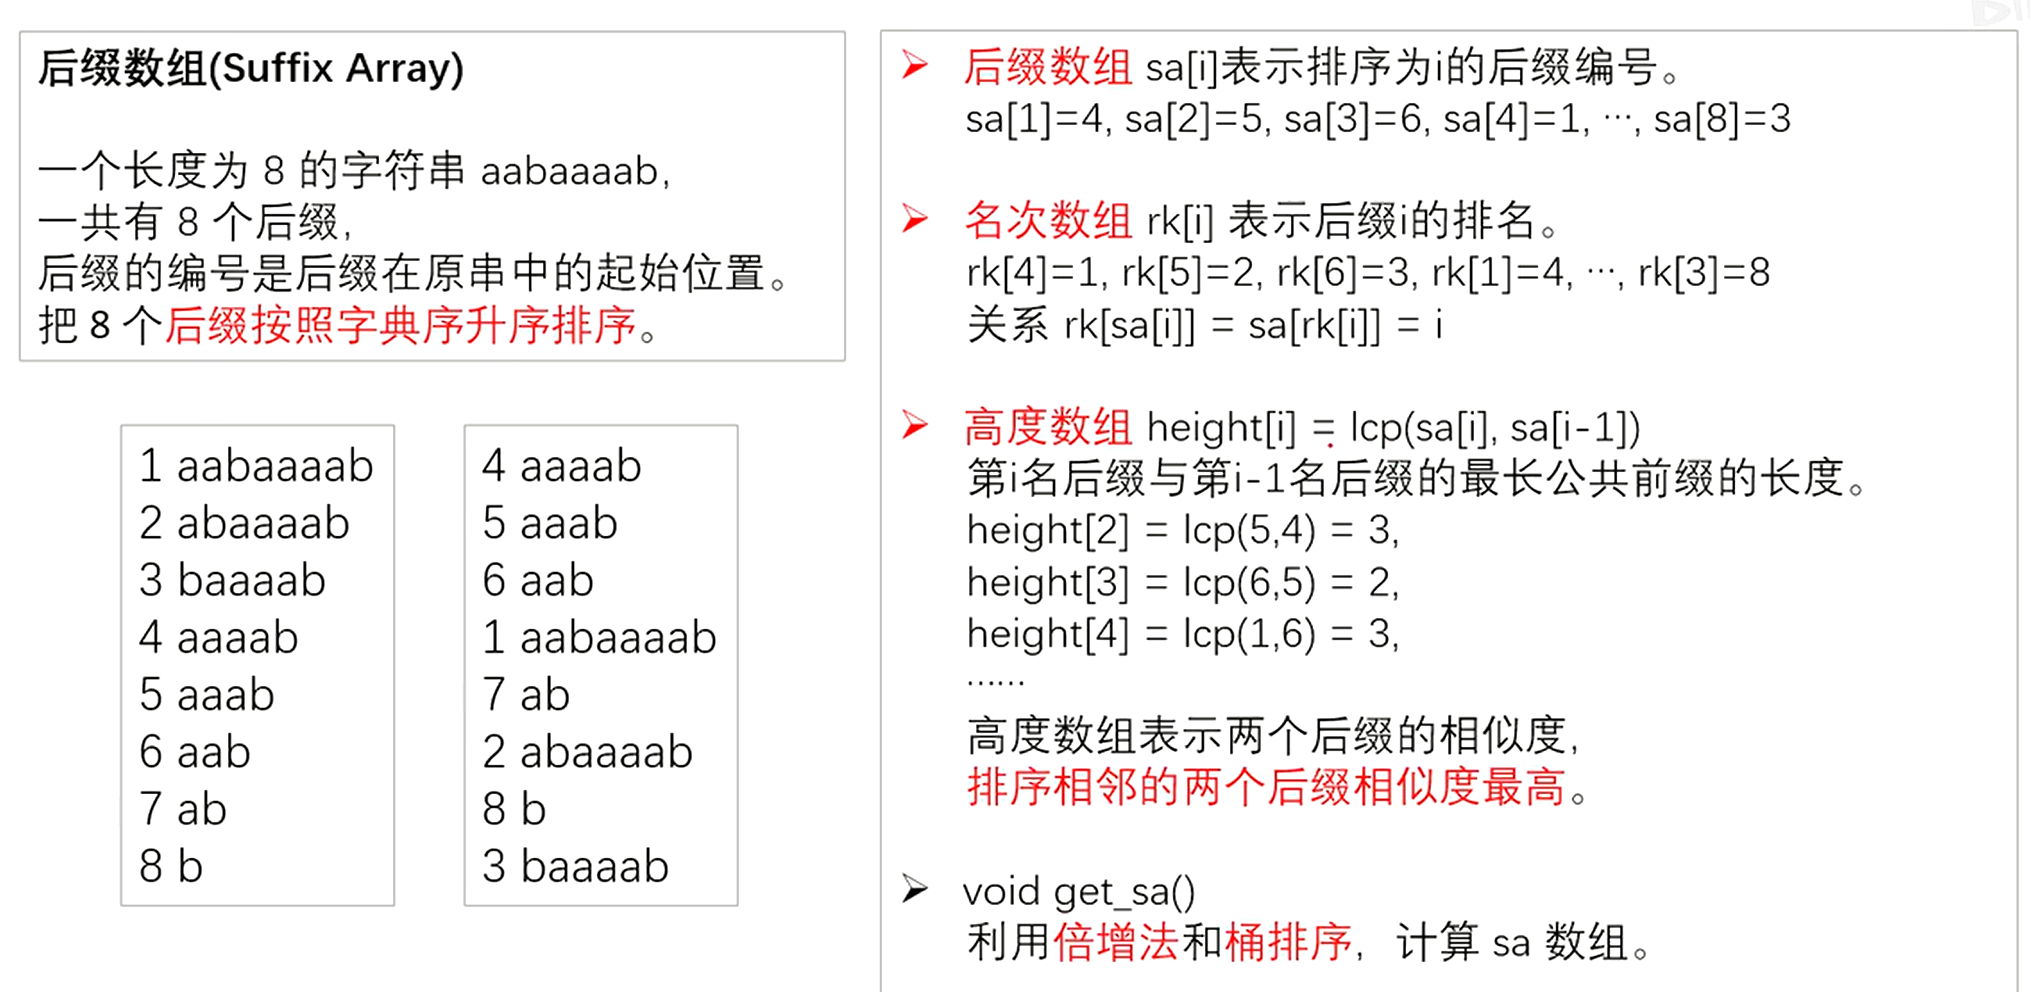 后缀数组(Suffix Array)
一个长度为 8 的字符串 aabaaaab,
一共有 8 个后缀,
后缀的编号是后缀在原串中的起始位置。
把 8 个后缀按照字典序升序排序。
1 aabaaaab
2 abaaaab
3 baaaab
4 aaaab
5 aaab
6 aab
7 ab
8 b
4 aaaab
5 aaab
6 aab
1 aabaaaab
7 ab
2 abaaaab
8 b
3 baaaab
➢ 后缀数组 sa[i]表示排序为i的后缀编号。
sa[1]=4, sa[2]=5, sa[3]=6, sa[4]=1, ···, sa[8]=3
➢ 名次数组 rk[i] 表示后缀i的排名。
rk[4]=1, rk[5]=2, rk[6]=3, rk[1]=4, ···, rk[3]=8
关系 rk[sa[i]] = sa[rk[i]] = i
➢ 高度数组 height[i] = lcp(sa[i], sa[i-1])
第i名后缀与第i-1名后缀的最长公共前缀的长度。
height[2] = lcp(5,4) = 3,
height[3] = lcp(6,5) = 2,
height[4] = lcp(1,6) = 3,
······
高度数组表示两个后缀的相似度,
排序相邻的两个后缀相似度最高。
➢ void get_sa()
利用倍增法和桶排序, 计算 sa 数组。